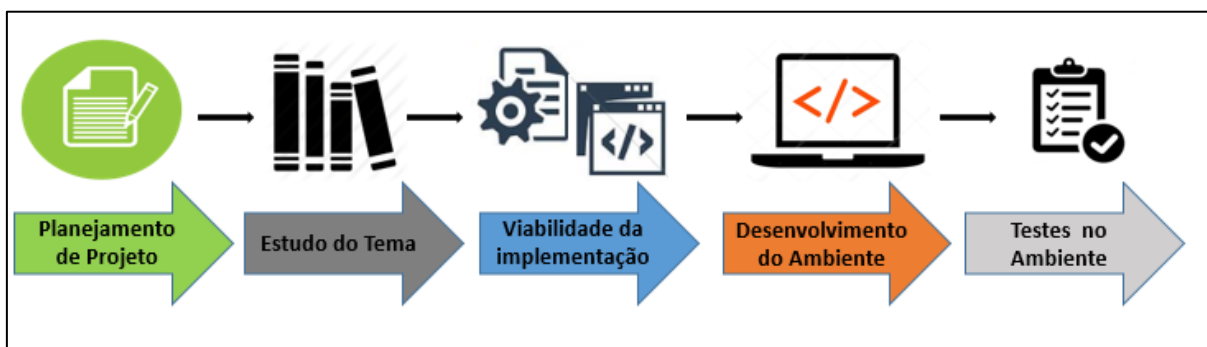 Planejamento
de Projeto
Estudo do Tema
Viabilidade da
implementação
Desenvolvimento
do Ambiente
Testes no
Ambiente